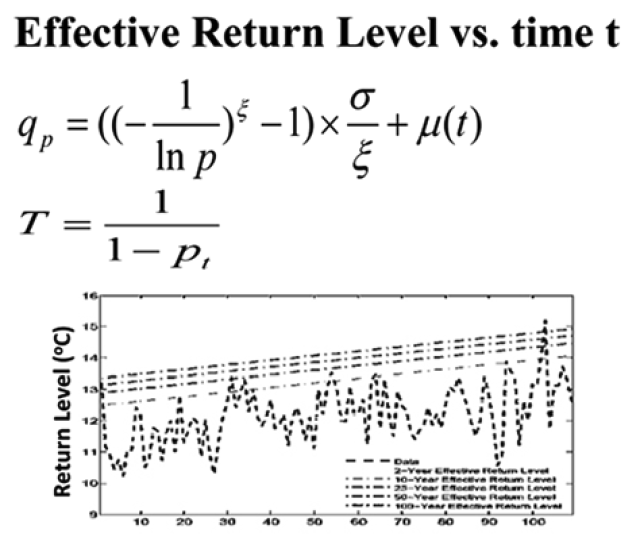 Effective Return Level vs. time t
q_p = ((-1/ln p)^ξ − 1) × σ/ξ + μ(t)
T = 1/(1 − p_t)
16
15
14
13
12
11
10
9
Return Level (ºC)
10 20 30 40 50 60 70 80 90 100
Data
2-Year Effective Return Level
10-Year Effective Return Level
25-Year Effective Return Level
50-Year Effective Return Level
100-Year Effective Return Level